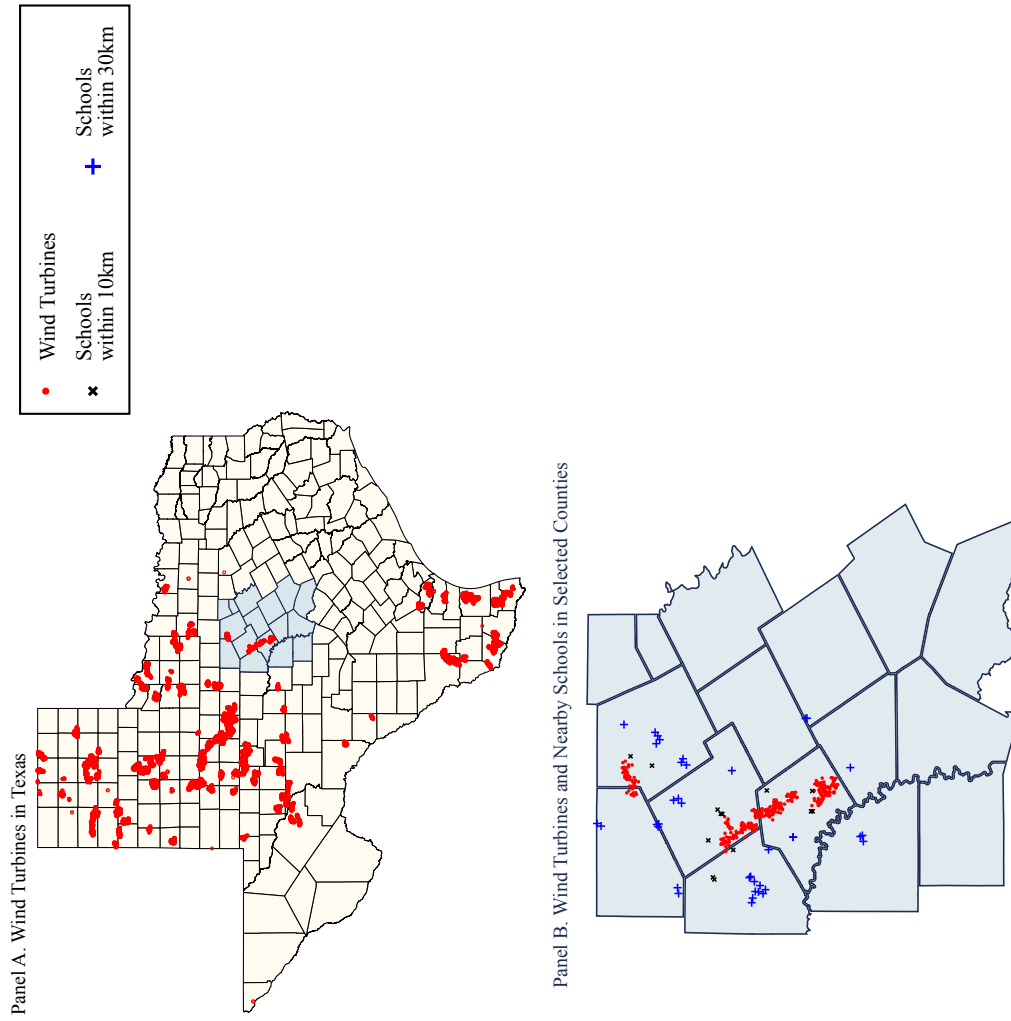 Panel A. Wind Turbines in Texas
Wind Turbines
Schools
within 10km
Schools
within 30km
Panel B. Wind Turbines and Nearby Schools in Selected Counties